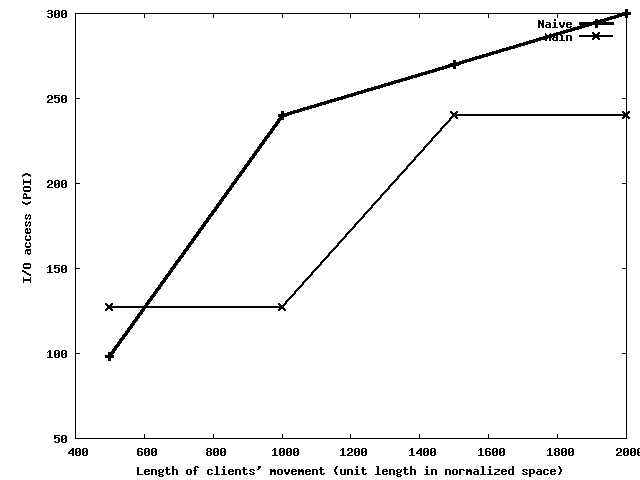 300
250
200
150
100
50
I/O access (POI)
Naive
Main
400 600 800 1000 1200 1400 1600 1800 2000
Length of clients' movement (unit length in normalized space)